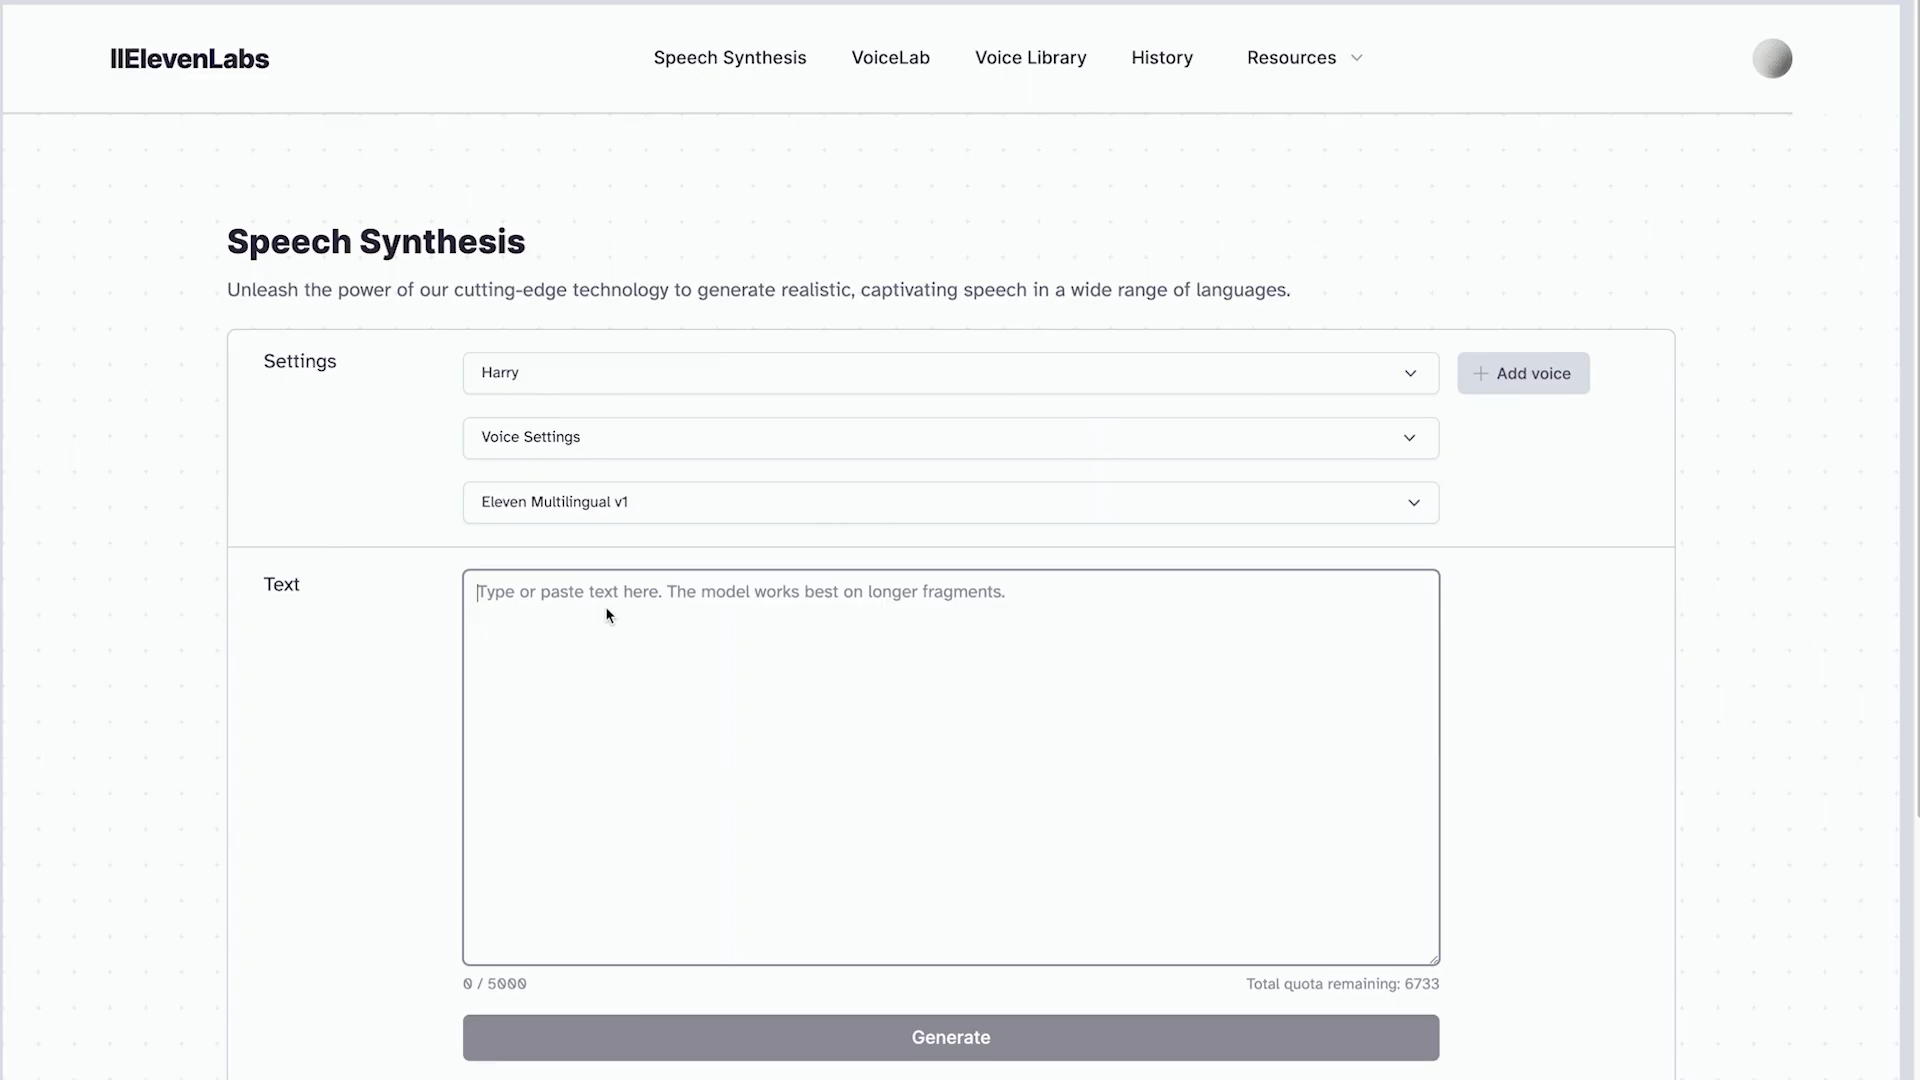 IIElevenLabs
Speech Synthesis
VoiceLab
Voice Library
History
Resources
Speech Synthesis
Unleash the power of our cutting-edge technology to generate realistic, captivating speech in a wide range of languages.
Settings
Harry
+ Add voice
Voice Settings
Eleven Multilingual v1
Text
Type or paste text here. The model works best on longer fragments.
0 / 5000
Total quota remaining: 6733
Generate